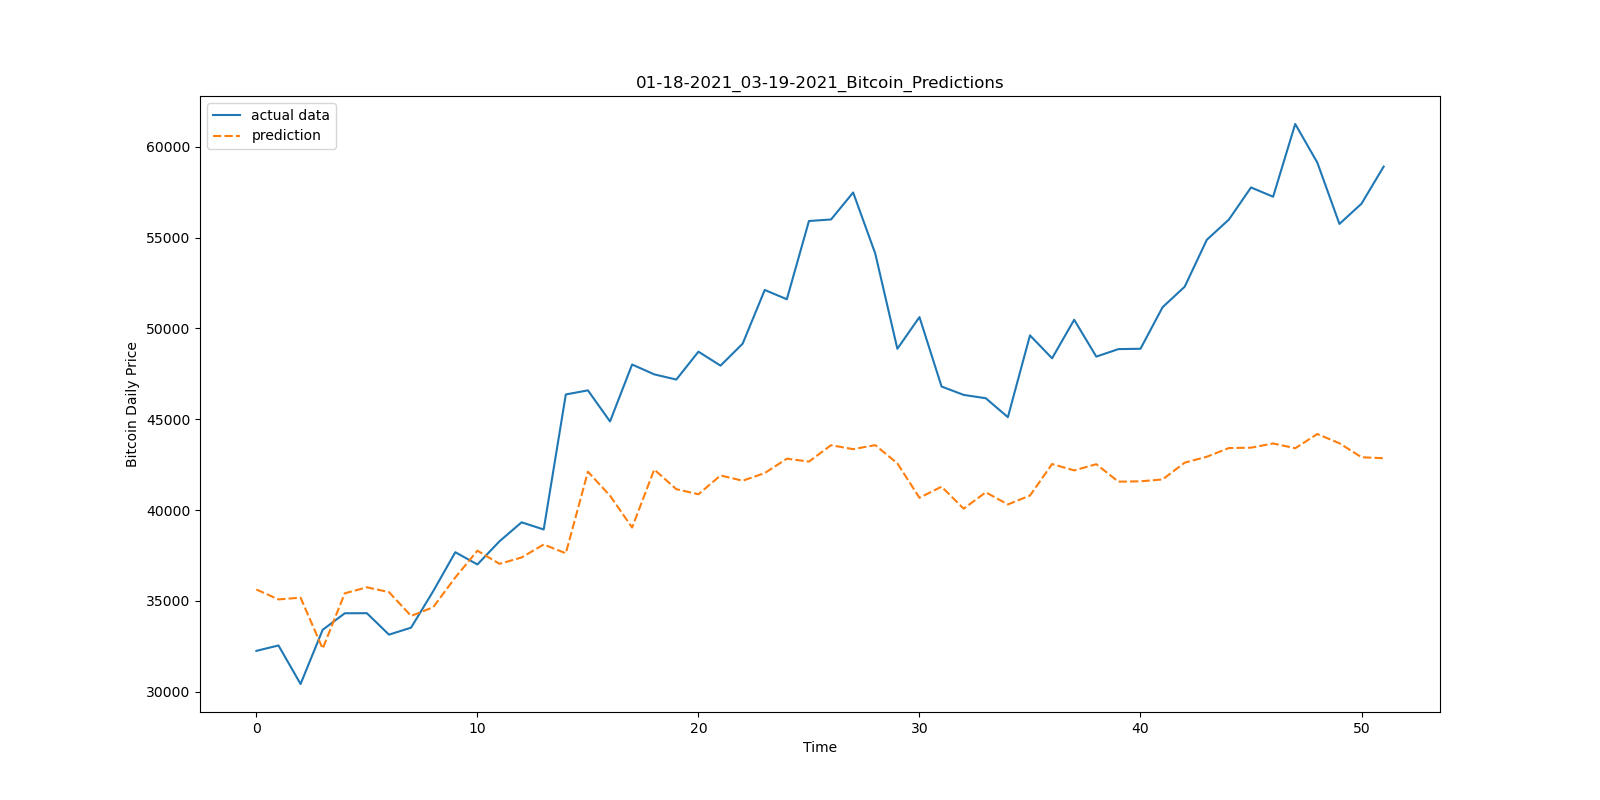 01-18-2021_03-19-2021_Bitcoin_Predictions
actual data
prediction
60000
55000
50000
45000
40000
35000
30000
Bitcoin Daily Price
0 10 20 30 40 50
Time